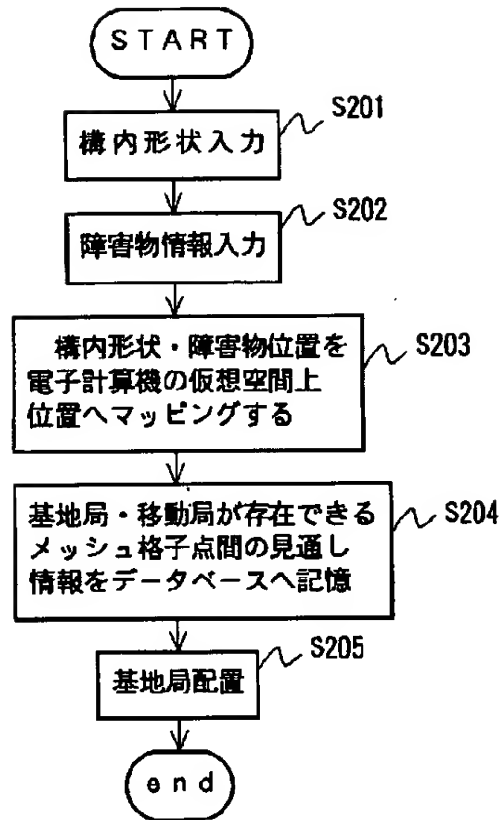 START
S201
構内形状入力
S202
障害物情報入力
S203
構内形状・障害物位置を
電子計算機の仮想空間上
位置へマッピングする
S204
基地局・移動局が存在できる
メッシュ格子点間の見通し
情報をデータベースへ記憶
S205
基地局配置
end